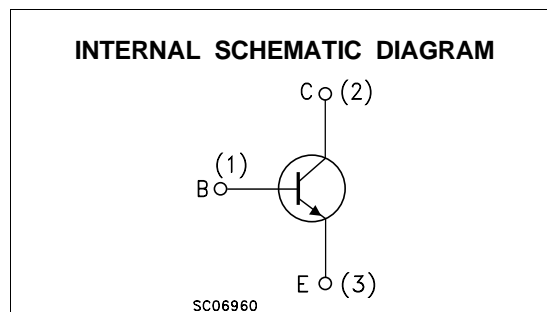 INTERNAL SCHEMATIC DIAGRAM
C (2)
(1)
B
E (3)
SC06960